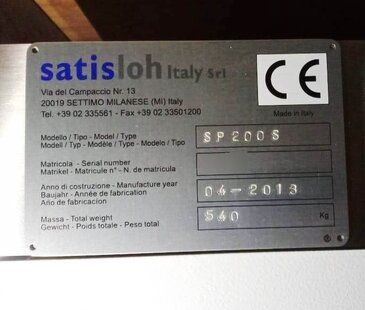 satisloh Italy Srl
CE
Via del Campaccio Nr. 13
20019 SETTIMO MILANESE (MI) Italy
Tel. +39 02 335561 - Fax +39 02 33501200
Made in Italy
Modello / Tipo - Model / Type
Modell / Typ - Modèle / Type - Modelo / Tipo
SP200S
Matricola - Serial number
Matrikel - Matricule n° - N. de matricula
Anno di costruzione - Manufacture year
Baujahr - Année de fabrication
Año de fabricacion
04-2013
Massa - Total weight
Gewicht - Poids totale - Peso total
540
Kg